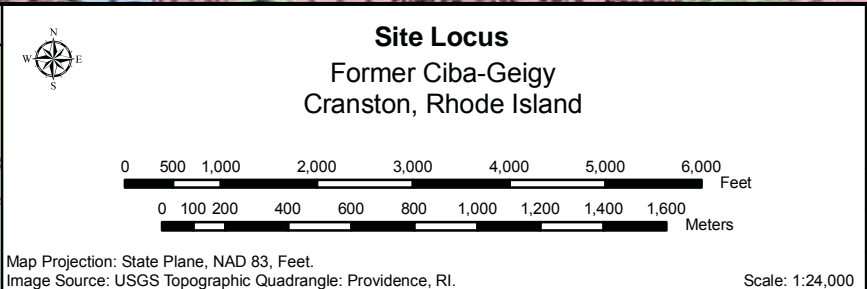 N
W E
S
Site Locus
Former Ciba-Geigy
Cranston, Rhode Island
0 500 1,000 2,000 3,000 4,000 5,000 6,000
Feet
0 100 200 400 600 800 1,000 1,200 1,400 1,600
Meters
Map Projection: State Plane, NAD 83, Feet.
Image Source: USGS Topographic Quadrangle: Providence, RI. Scale: 1:24,000